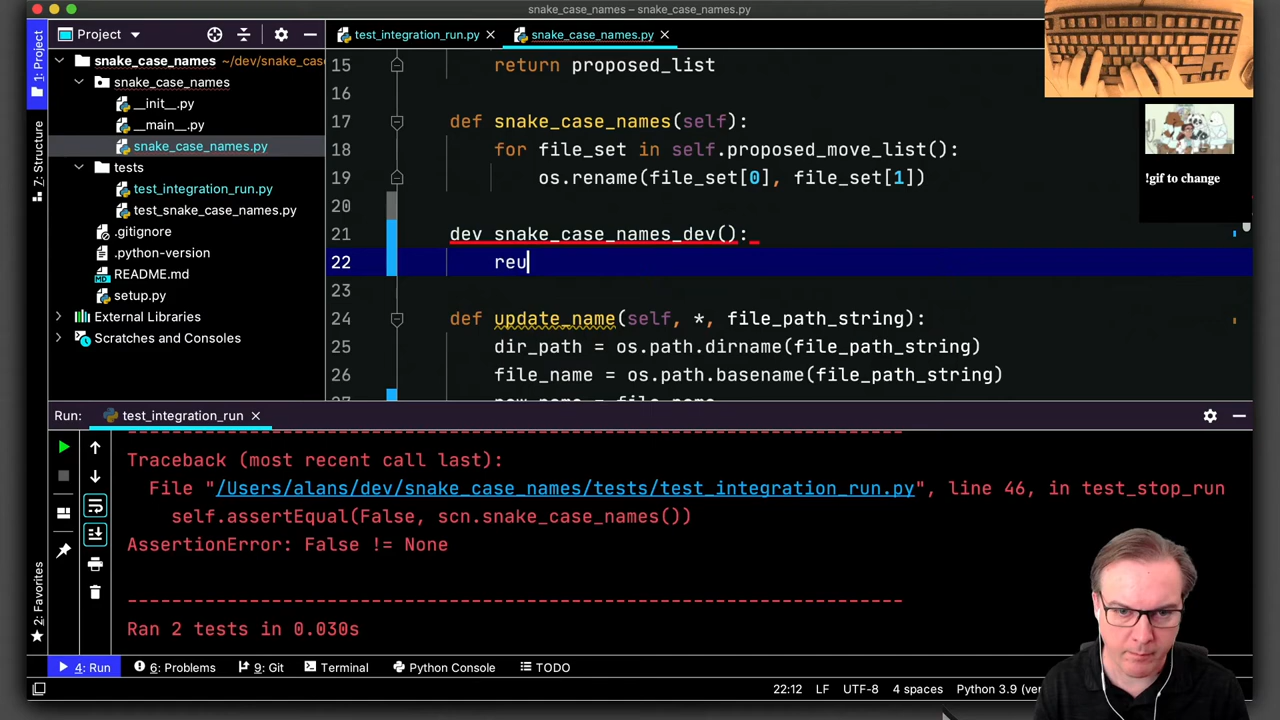 snake_case_names – snake_case_names.py
Project
test_integration_run.py
snake_case_names.py
1: Project
7: Structure
2: Favorites
snake_case_names ~/dev/snake_cas
snake_case_names
__init__.py
__main__.py
snake_case_names.py
tests
test_integration_run.py
test_snake_case_names.py
.gitignore
.python-version
README.md
setup.py
External Libraries
Scratches and Consoles
15 return proposed_list
16
17 def snake_case_names(self):
18 for file_set in self.proposed_move_list():
19 os.rename(file_set[0], file_set[1])
20
21 dev snake_case_names_dev():
22 reu
23
24 def update_name(self, *, file_path_string):
25 dir_path = os.path.dirname(file_path_string)
26 file_name = os.path.basename(file_path_string)
!gif to change
Run: test_integration_run
----------------------------------------------------------------------
Traceback (most recent call last):
File "/Users/alans/dev/snake_case_names/tests/test_integration_run.py", line 46, in test_stop_run
self.assertEqual(False, scn.snake_case_names())
AssertionError: False != None
----------------------------------------------------------------------
Ran 2 tests in 0.030s
4: Run 6: Problems 9: Git Terminal Python Console TODO
22:12 LF UTF-8 4 spaces Python 3.9 (ver